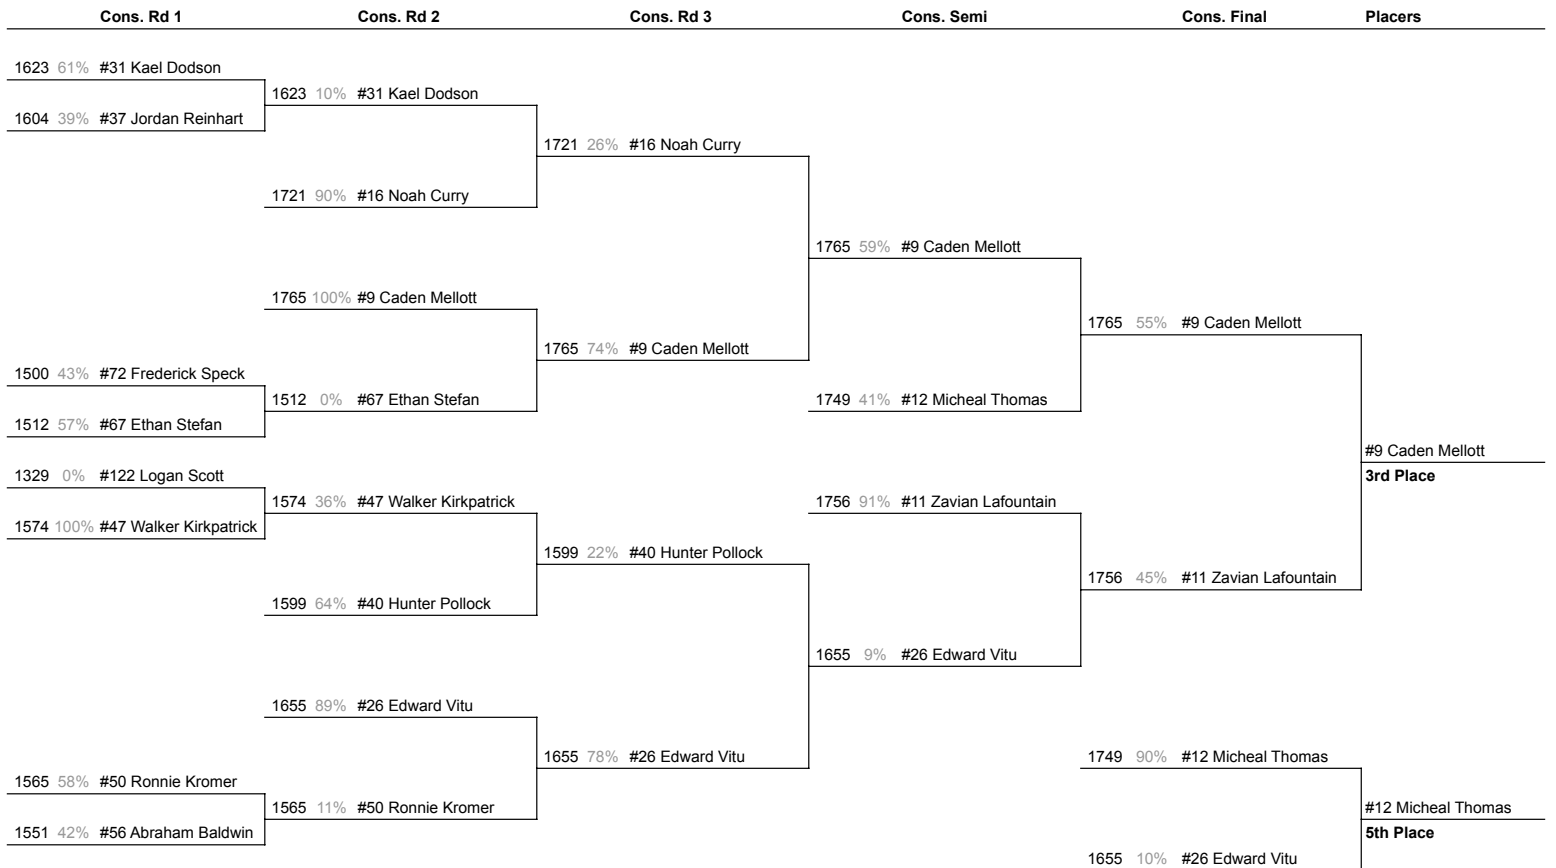 Cons. Rd 1 Cons. Rd 2 Cons. Rd 3 Cons. Semi Cons. Final Placers
1623 61% #31 Kael Dodson
1623 10% #31 Kael Dodson
1604 39% #37 Jordan Reinhart
1721 26% #16 Noah Curry
1721 90% #16 Noah Curry
1765 59% #9 Caden Mellott
1765 100% #9 Caden Mellott
1765 55% #9 Caden Mellott
1765 74% #9 Caden Mellott
1500 43% #72 Frederick Speck
1512 0% #67 Ethan Stefan
1749 41% #12 Micheal Thomas
1512 57% #67 Ethan Stefan
#9 Caden Mellott
1329 0% #122 Logan Scott
3rd Place
1574 36% #47 Walker Kirkpatrick
1756 91% #11 Zavian Lafountain
1574 100% #47 Walker Kirkpatrick
1599 22% #40 Hunter Pollock
1756 45% #11 Zavian Lafountain
1599 64% #40 Hunter Pollock
1655 9% #26 Edward Vitu
1655 89% #26 Edward Vitu
1655 78% #26 Edward Vitu
1749 90% #12 Micheal Thomas
1565 58% #50 Ronnie Kromer
1565 11% #50 Ronnie Kromer
#12 Micheal Thomas
1551 42% #56 Abraham Baldwin
5th Place
1655 10% #26 Edward Vitu